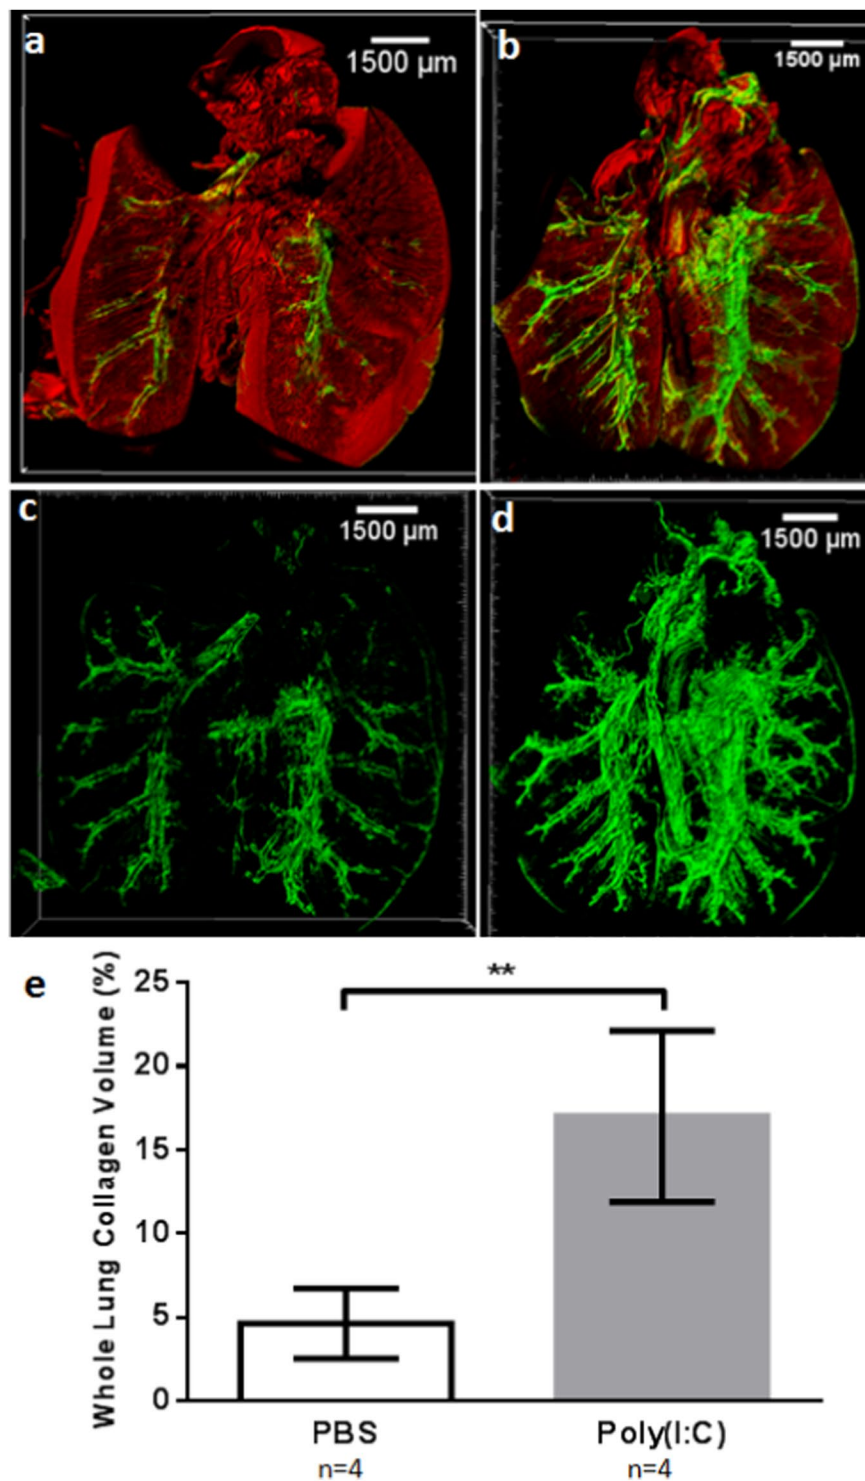 a
1500 µm
b
1500 µm
c
1500 µm
d
1500 µm
e
**
Whole Lung Collagen Volume (%)
25
20
15
10
5
0
PBS
Poly(I:C)
n=4
n=4